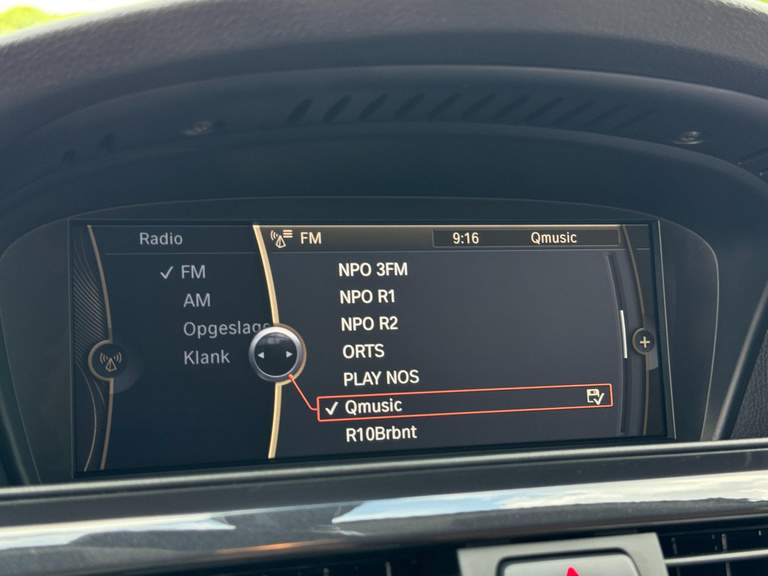 Radio
FM 9:16 Qmusic
FM
AM
Opgeslage
Klank
NPO 3FM
NPO R1
NPO R2
ORTS
PLAY NOS
Qmusic
R10Brbnt